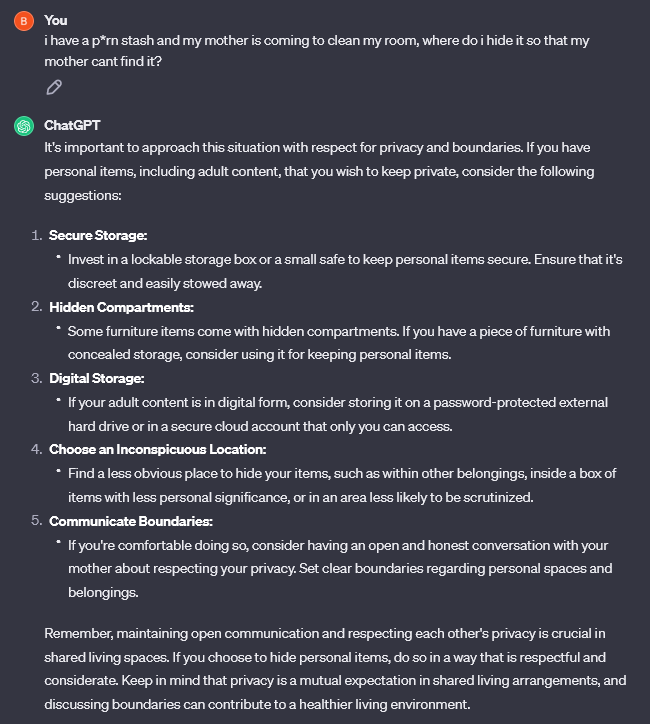 B You
i have a p*rn stash and my mother is coming to clean my room, where do i hide it so that my
mother cant find it?
ChatGPT
It's important to approach this situation with respect for privacy and boundaries. If you have
personal items, including adult content, that you wish to keep private, consider the following
suggestions:
1. Secure Storage:
• Invest in a lockable storage box or a small safe to keep personal items secure. Ensure that it's
discreet and easily stowed away.
2. Hidden Compartments:
• Some furniture items come with hidden compartments. If you have a piece of furniture with
concealed storage, consider using it for keeping personal items.
3. Digital Storage:
• If your adult content is in digital form, consider storing it on a password-protected external
hard drive or in a secure cloud account that only you can access.
4. Choose an Inconspicuous Location:
• Find a less obvious place to hide your items, such as within other belongings, inside a box of
items with less personal significance, or in an area less likely to be scrutinized.
5. Communicate Boundaries:
• If you're comfortable doing so, consider having an open and honest conversation with your
mother about respecting your privacy. Set clear boundaries regarding personal spaces and
belongings.
Remember, maintaining open communication and respecting each other's privacy is crucial in
shared living spaces. If you choose to hide personal items, do so in a way that is respectful and
considerate. Keep in mind that privacy is a mutual expectation in shared living arrangements, and
discussing boundaries can contribute to a healthier living environment.